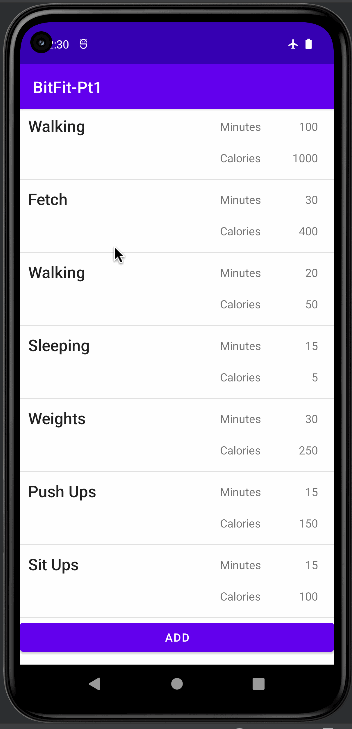 :30
BitFit-Pt1
Walking Minutes 100
Calories 1000
Fetch Minutes 30
Calories 400
Walking Minutes 20
Calories 50
Sleeping Minutes 15
Calories 5
Weights Minutes 30
Calories 250
Push Ups Minutes 15
Calories 150
Sit Ups Minutes 15
Calories 100
ADD